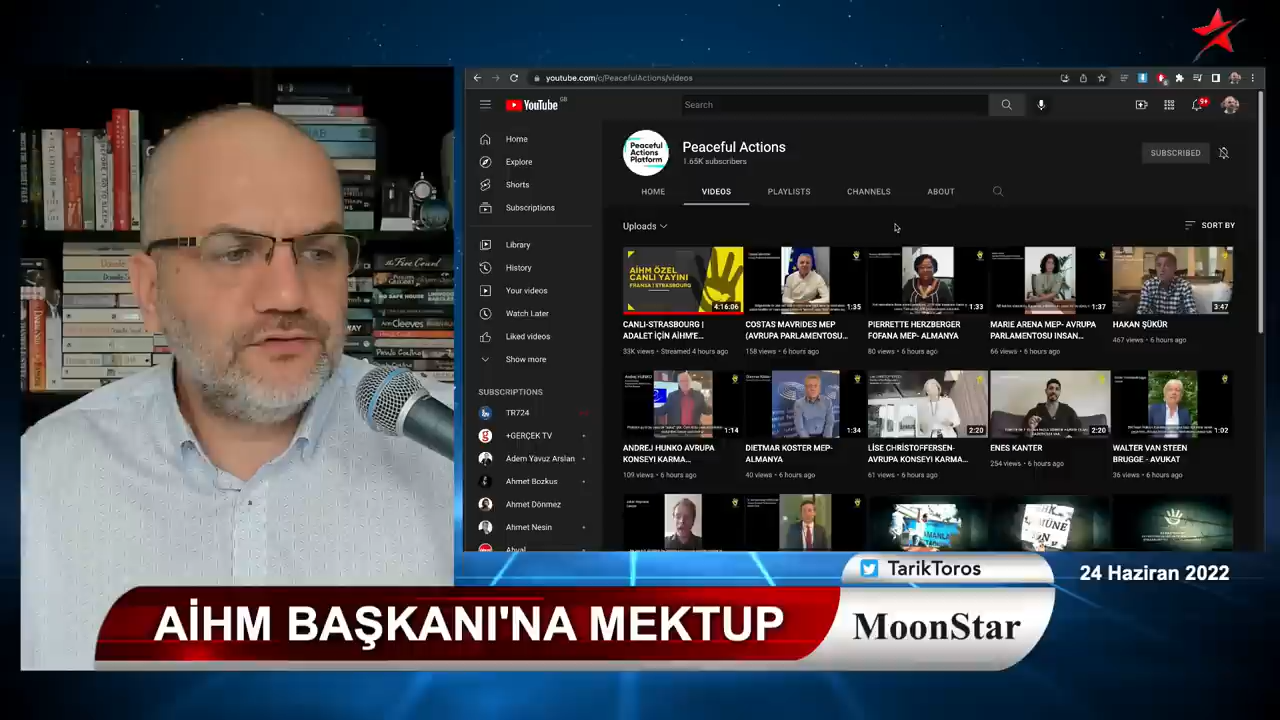 youtube.com/c/PeacefulActions/videos
YouTube GB
Search
9+
Home
Explore
Shorts
Subscriptions
Library
History
Your videos
Watch Later
Liked videos
Show more
SUBSCRIPTIONS
TR724
+GERÇEK TV
Adem Yavuz Arslan
Ahmet Bozkus
Ahmet Dönmez
Ahmet Nesin
Ahval
Peaceful
Actions
Platform
Peaceful Actions
1.65K subscribers
SUBSCRIBED
HOME
VIDEOS
PLAYLISTS
CHANNELS
ABOUT
Uploads
SORT BY
AİHM ÖZEL
CANLI YAYINI
FRANSA | STRASBOURG
4:16:06
1:35
1:33
1:37
3:47
CANLI-STRASBOURG |
ADALET İÇİN AİHM'E...
33K views • Streamed 4 hours ago
COSTAS MAVRIDES MEP
(AVRUPA PARLAMENTOSU...
158 views • 6 hours ago
PIERRETTE HERZBERGER
FOFANA MEP- ALMANYA
80 views • 6 hours ago
MARIE ARENA MEP- AVRUPA
PARLAMENTOSU INSAN...
66 views • 6 hours ago
HAKAN ŞÜKÜR
467 views • 6 hours ago
1:14
1:34
2:20
2:20
1:02
ANDREJ HUNKO AVRUPA
KONSEYI KARMA...
109 views • 6 hours ago
DIETMAR KOSTER MEP-
ALMANYA
40 views • 6 hours ago
LİSE CHRISTOFFERSEN-
AVRUPA KONSEYI KARMA...
61 views • 6 hours ago
ENES KANTER
254 views • 6 hours ago
WALTER VAN STEEN
BRUGGE - AVUKAT
36 views • 6 hours ago
TarikToros
24 Haziran 2022
AİHM BAŞKANI'NA MEKTUP
MoonStar